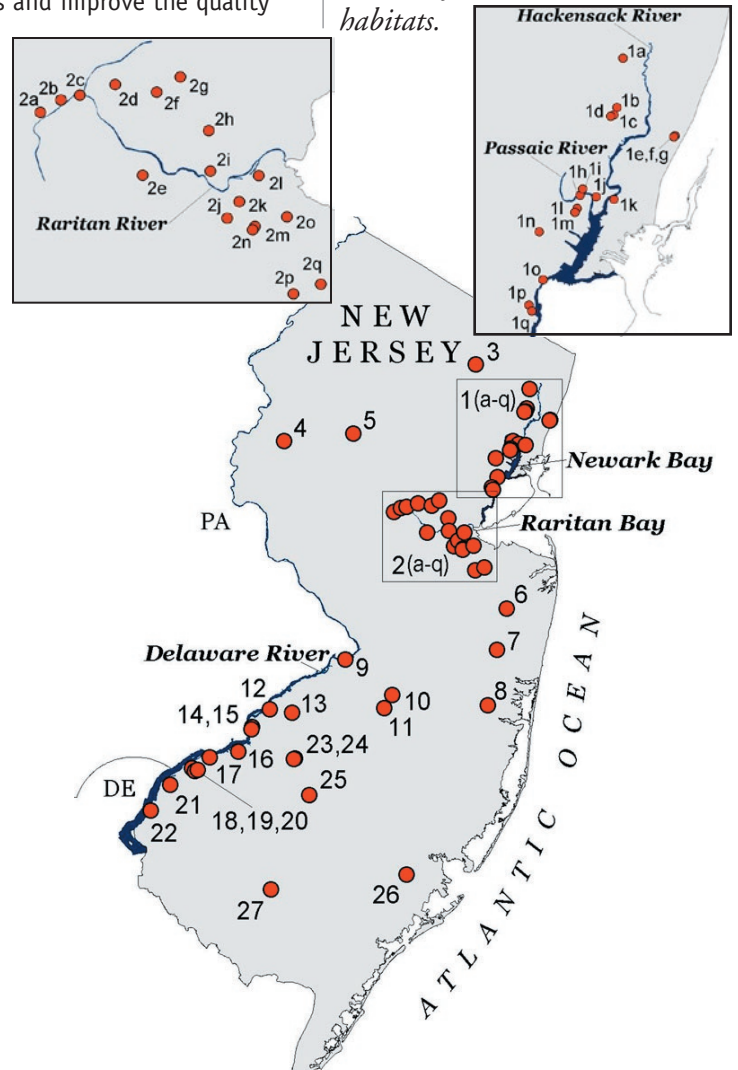 s and improve the quality
habitats.
Hackensack River
1a
1b
1d
1c
1e,f,g
Passaic River
1h
1i
1j
1k
1l
1m
1n
1o
1p
1q
2a
2b
2c
2d
2f
2g
2h
2i
2e
2l
Raritan River
2j
2k
2o
2m
2n
2p
2q
NEW
JERSEY
3
1(a-q)
4
5
Newark Bay
PA
Raritan Bay
2(a-q)
6
7
Delaware River
9
8
10
11
12
13
14,15
16
23,24
17
25
DE
21
22
18,19,20
26
27
ATLANTIC OCEAN